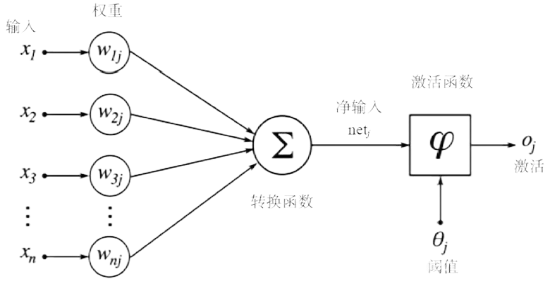 输入
权重
x1
w1j
x2
w2j
x3
w3j
⋮
⋮
xn
wnj
Σ
转换函数
净输入
netj
激活函数
φ
oj
激活
θj
阈值